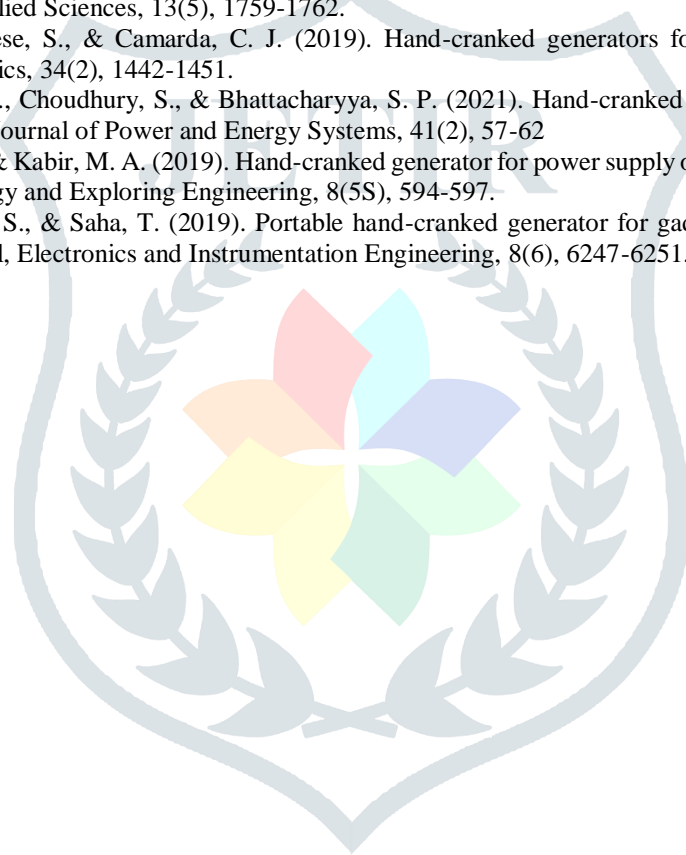 lied Sciences, 13(5), 1759-1762.
ese, S., & Camarda, C. J. (2019). Hand-cranked generators fo
ics, 34(2), 1442-1451.
., Choudhury, S., & Bhattacharyya, S. P. (2021). Hand-cranked
ournal of Power and Energy Systems, 41(2), 57-62
& Kabir, M. A. (2019). Hand-cranked generator for power supply o
gy and Exploring Engineering, 8(5S), 594-597.
S., & Saha, T. (2019). Portable hand-cranked generator for gad
l, Electronics and Instrumentation Engineering, 8(6), 6247-6251.
JETIR